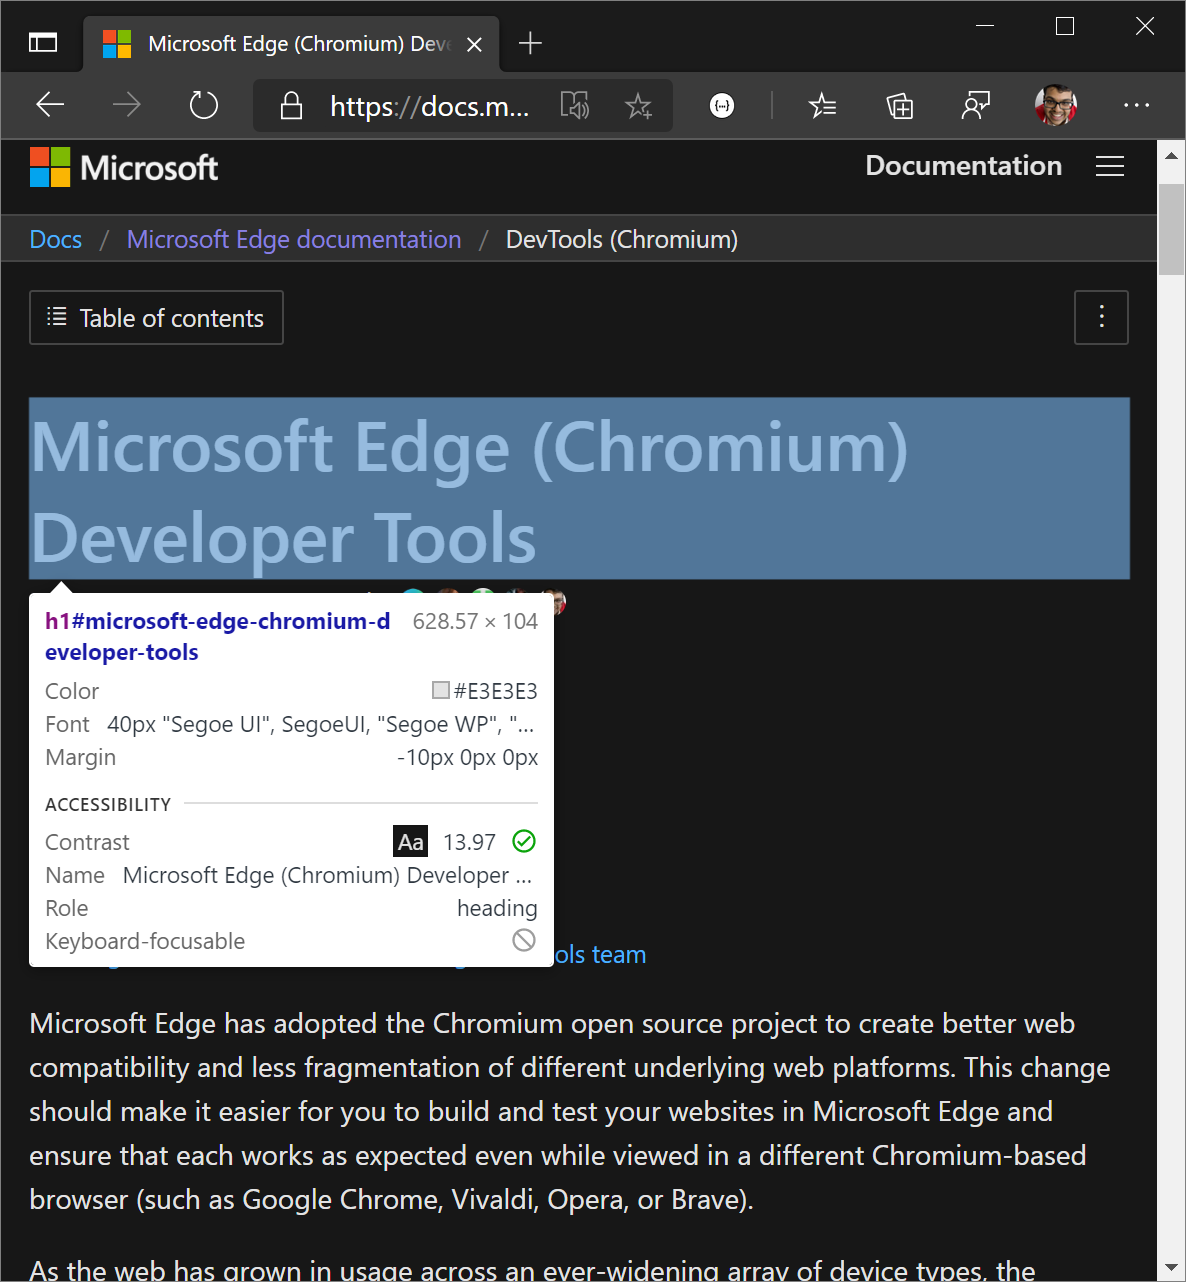 Microsoft Edge (Chromium) Deve
https://docs.m...
Microsoft
Documentation
Docs / Microsoft Edge documentation / DevTools (Chromium)
Table of contents
Microsoft Edge (Chromium)
Developer Tools
h1#microsoft-edge-chromium-d 628.57 × 104
eveloper-tools
Color #E3E3E3
Font 40px "Segoe UI", SegoeUI, "Segoe WP", "...
Margin -10px 0px 0px
ACCESSIBILITY
Contrast Aa 13.97
Name Microsoft Edge (Chromium) Developer ...
Role heading
Keyboard-focusable
ols team
Microsoft Edge has adopted the Chromium open source project to create better web
compatibility and less fragmentation of different underlying web platforms. This change
should make it easier for you to build and test your websites in Microsoft Edge and
ensure that each works as expected even while viewed in a different Chromium-based
browser (such as Google Chrome, Vivaldi, Opera, or Brave).
As the web has grown in usage across an ever-widening array of device types, the